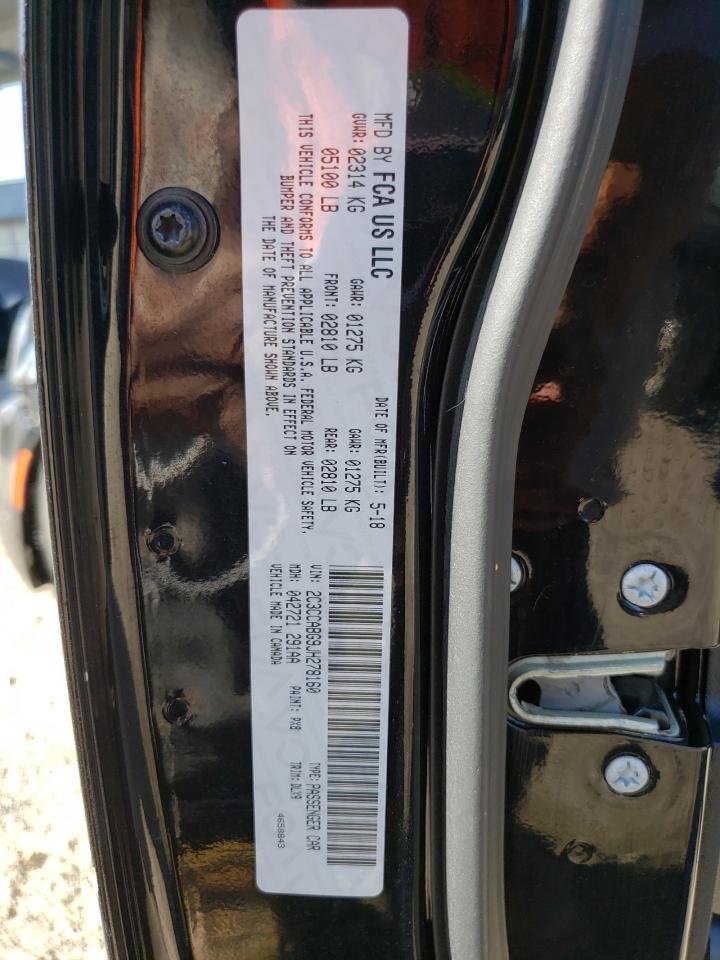 MFD BY FCA US LLC
DATE OF MFR(BUILT): 5-18
GVWR: 02314 KG
GAWR: 01275 KG
GAWR: 01275 KG
05100 LB
FRONT: 02810 LB
REAR: 02810 LB
THIS VEHICLE CONFORMS TO ALL APPLICABLE U.S.A. FEDERAL MOTOR VEHICLE SAFETY,
BUMPER AND THEFT PREVENTION STANDARDS IN EFFECT ON
THE DATE OF MANUFACTURE SHOWN ABOVE.
VIN: 2C3CCABG9JH278160
TYPE: PASSENGER CAR
MDH: 042721 291AA
PAINT: PX8
TRIM: DLX9
VEHICLE MADE IN CANADA
4658843